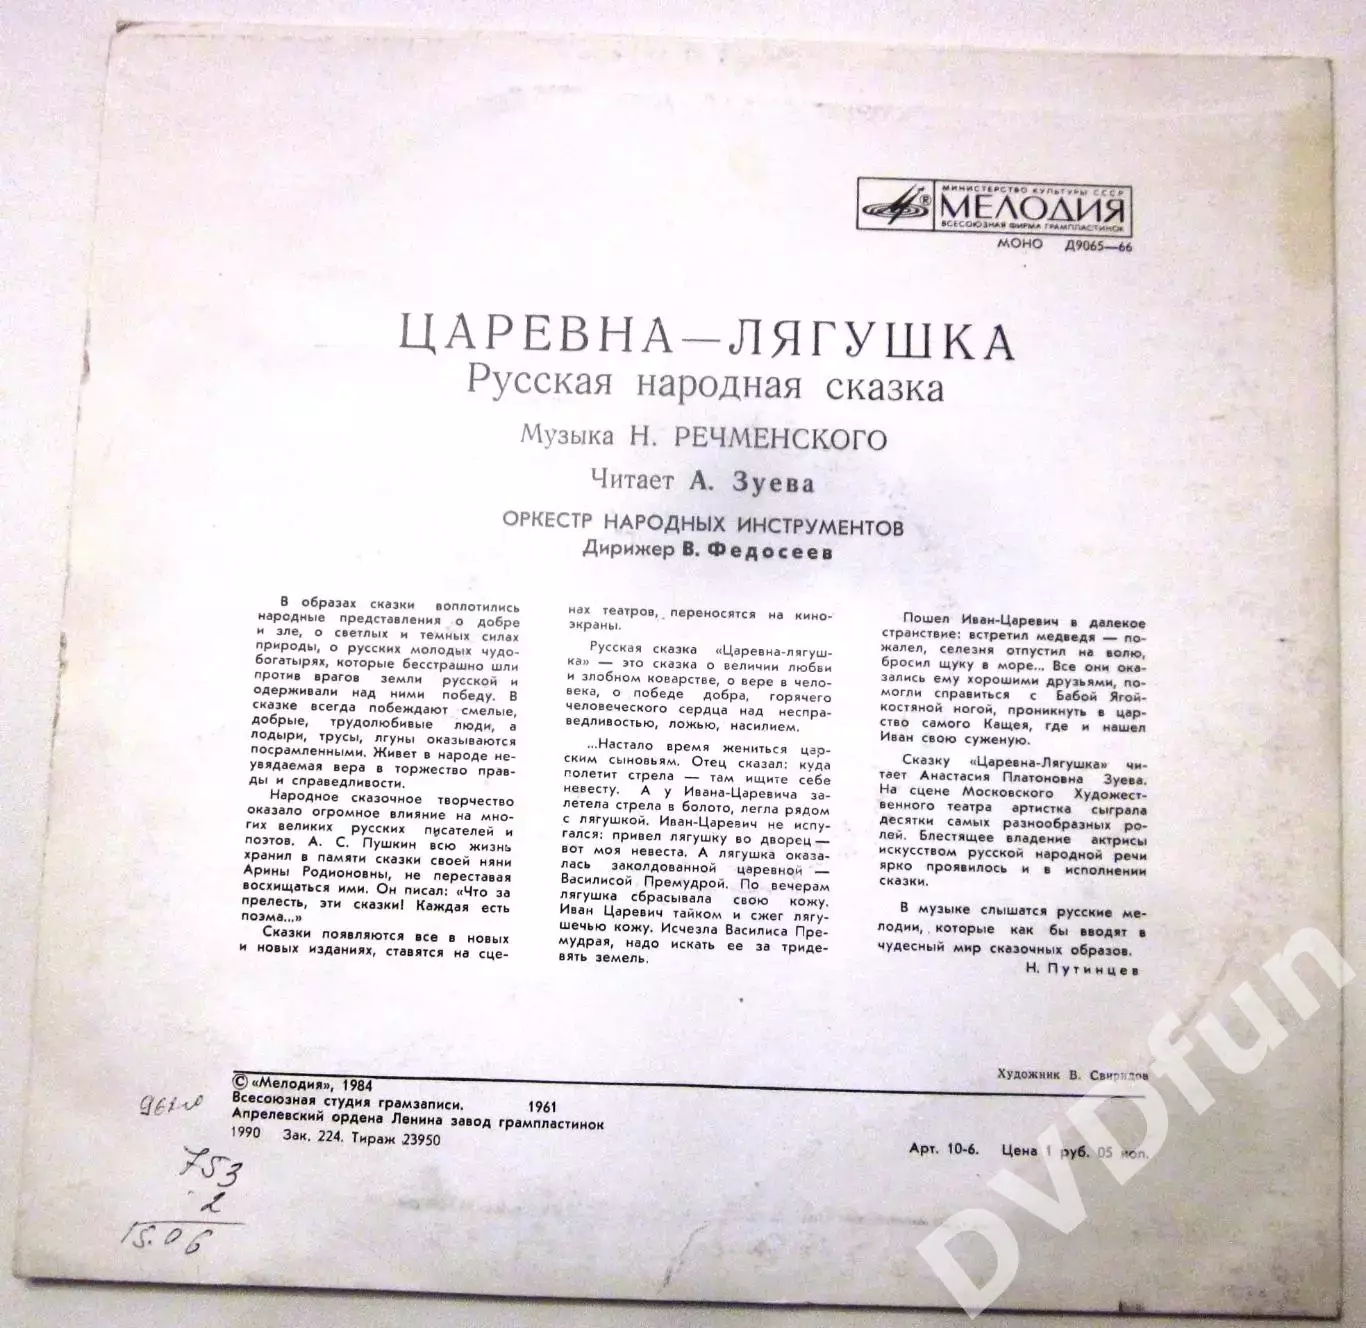 МИНИСТЕРСТВО КУЛЬТУРЫ СССР
МЕЛОДИЯ
ВСЕСОЮЗНАЯ ФИРМА ГРАМПЛАСТИНОК
МОНО Д9065—66
ЦАРЕВНА—ЛЯГУШКА
Русская народная сказка
Музыка Н. РЕЧМЕНСКОГО
Читает А. Зуева
ОРКЕСТР НАРОДНЫХ ИНСТРУМЕНТОВ
Дирижер В. Федосеев
В образах сказки воплотились
народные представления о добре
и зле, о светлых и темных силах
природы, о русских молодых чудо-
богатырях, которые бесстрашно шли
против врагов земли русской и
одерживали над ними победу. В
сказке всегда побеждают смелые,
добрые, трудолюбивые люди, а
лодыри, трусы, лгуны оказываются
посрамленными. Живет в народе не-
увядаемая вера в торжество прав-
ды и справедливости.
Народное сказочное творчество
оказало огромное влияние на мно-
гих великих русских писателей и
поэтов. А. С. Пушкин всю жизнь
хранил в памяти сказки своей няни
Арины Родионовны, не переставая
восхищаться ими. Он писал: «Что за
прелесть, эти сказки! Каждая есть
поэма...»
Сказки появляются все в новых
и новых изданиях, ставятся на сце-
нах театров, переносятся на кино-
экраны.
Русская сказка «Царевна-лягуш-
ка» — это сказка о величии любви
и злобном коварстве, о вере в чело-
века, о победе добра, горячего
человеческого сердца над неспра-
ведливостью, ложью, насилием.
...Настало время жениться цар-
ским сыновьям. Отец сказал: куда
полетит стрела — там ищите себе
невесту. А у Ивана-Царевича за-
летела стрела в болото, легла рядом
с лягушкой. Иван-Царевич не испу-
гался: привел лягушку во дворец —
вот моя невеста. А лягушка оказа-
лась заколдованной царевной —
Василисой Премудрой. По вечерам
лягушка сбрасывала свою кожу.
Иван Царевич тайком и сжег лягу-
шечью кожу. Исчезла Василиса Пре-
мудрая, надо искать ее за триде-
вять земель.
Пошел Иван-Царевич в далекое
странствие: встретил медведя — по-
жалел, селезня отпустил на волю,
бросил щуку в море... Все они ока-
зались ему хорошими друзьями, по-
могли справиться с Бабой Ягой-
костяной ногой, проникнуть в цар-
ство самого Кащея, где и нашел
Иван свою суженую.
Сказку «Царевна-Лягушка» чи-
тает Анастасия Платоновна Зуева.
На сцене Московского Художест-
венного театра артистка сыграла
десятки самых разнообразных ро-
лей. Блестящее владение актрисы
искусством русской народной речи
ярко проявилось и в исполнении
сказки.
В музыке слышатся русские ме-
лодии, которые как бы вводят в
чудесный мир сказочных образов.
Н. Путинцев
Художник В. Свиридов
© «Мелодия», 1984
Всесоюзная студия грамзаписи. 1961
Апрелевский ордена Ленина завод грампластинок
1990 Зак. 224. Тираж 23950
Арт. 10-6. Цена 1 руб. 05 коп.
753
2
15.06
DVDfun